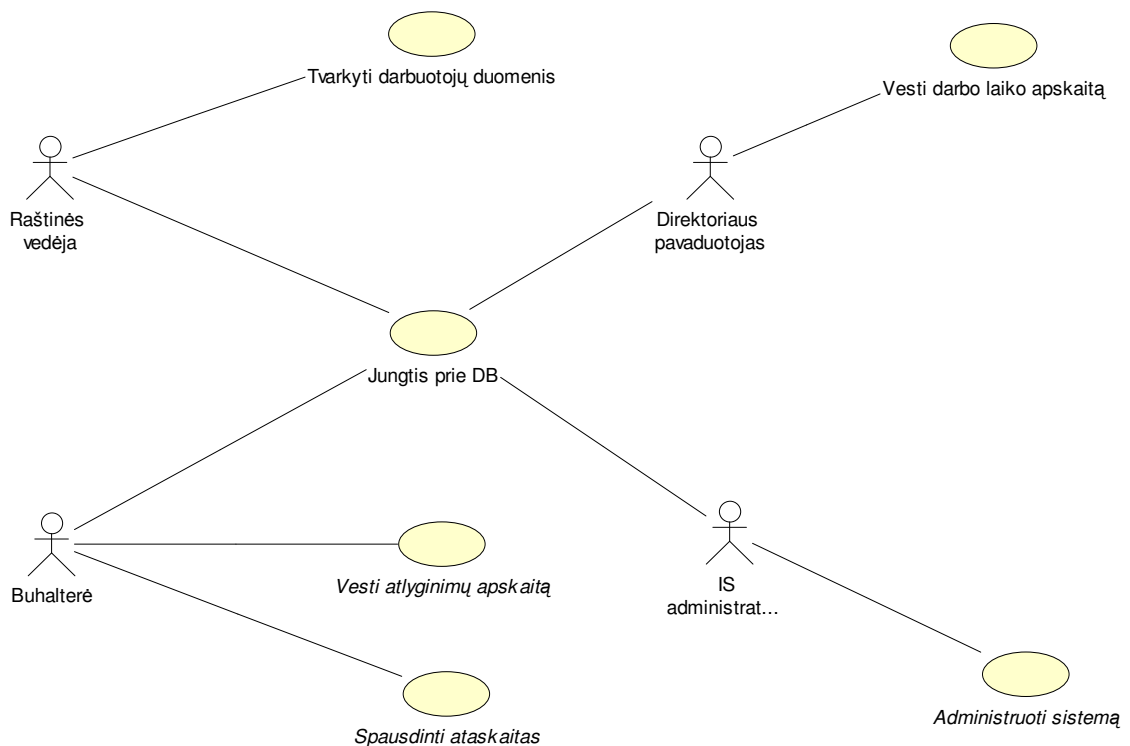 Tvarkyti darbuotojų duomenis
Vesti darbo laiko apskaitą
Raštinės
vedėja
Direktoriaus
pavaduotojas
Jungtis prie DB
Buhalterė
Vesti atlyginimų apskaitą
IS
administrat...
Spausdinti ataskaitas
Administruoti sistemą